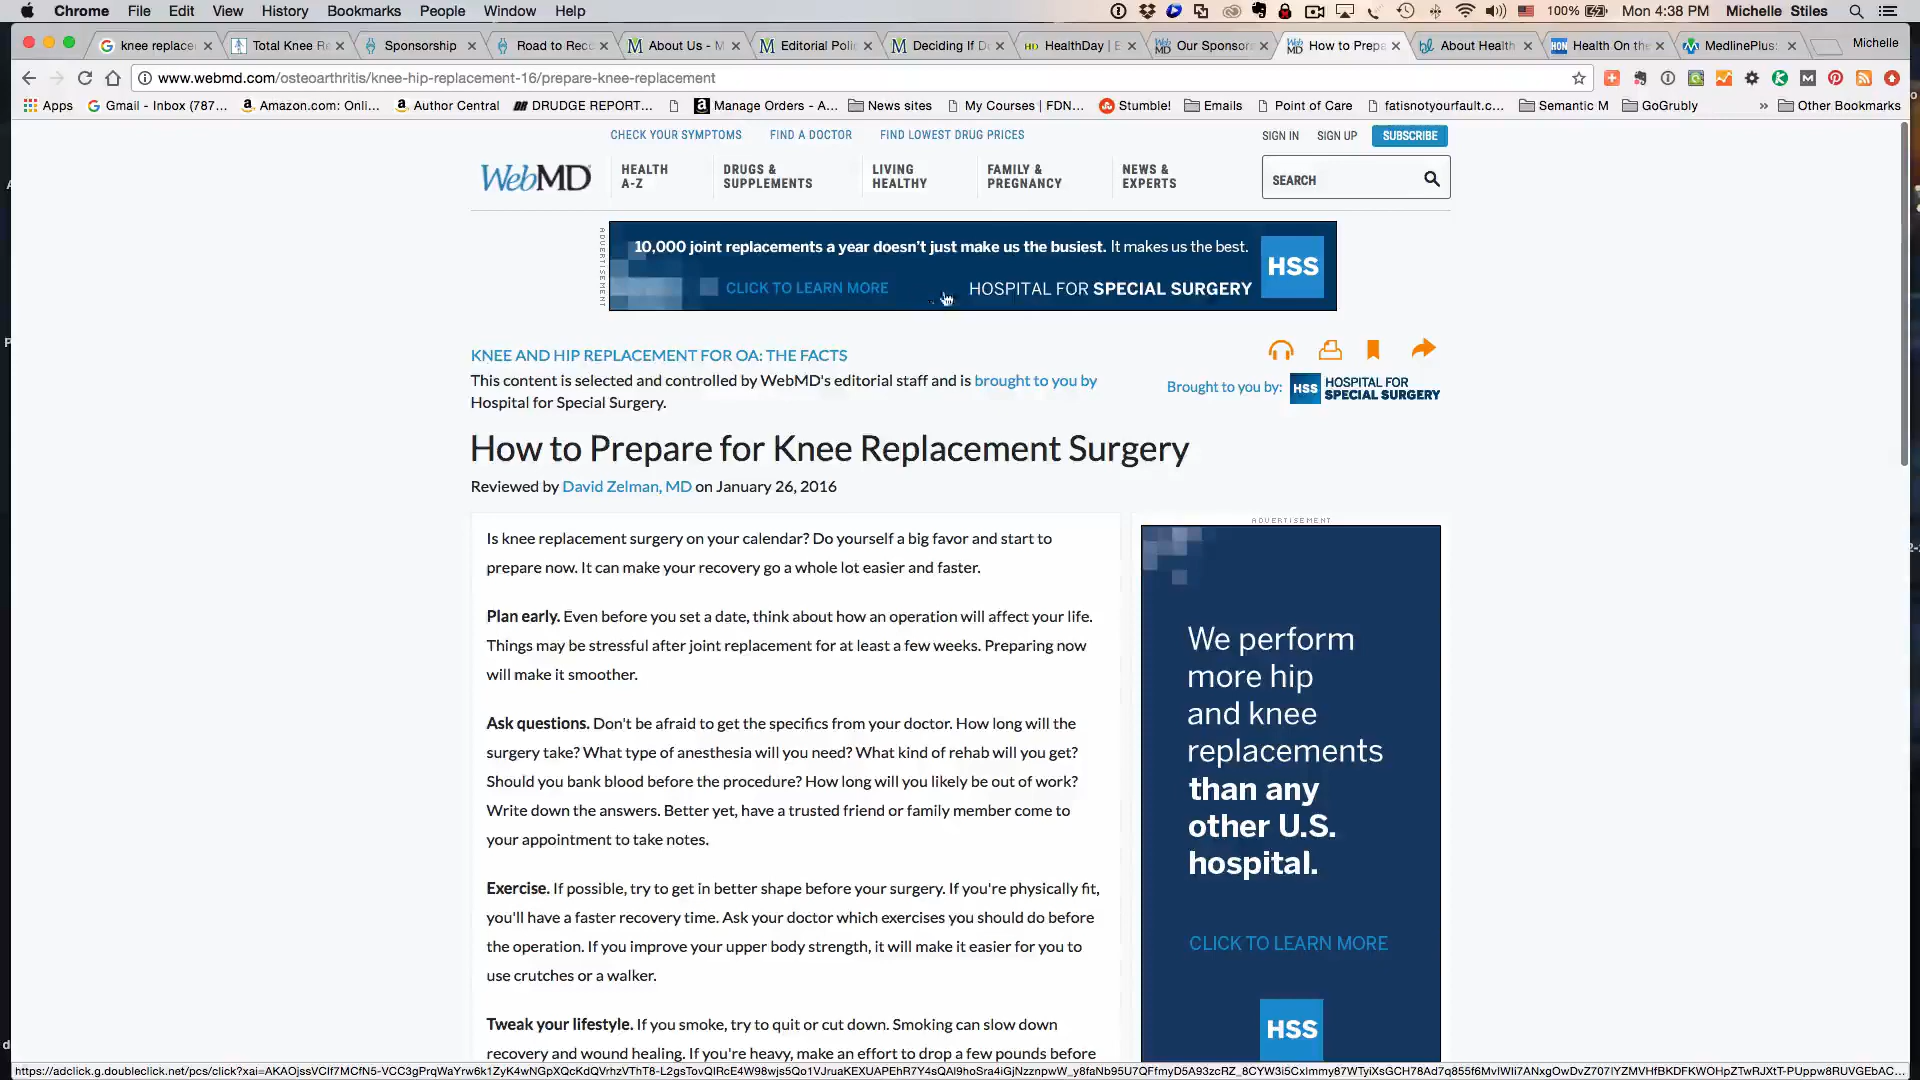 Chrome File Edit View History Bookmarks People Window Help 100% Mon 4:38 PM Michelle Stiles
knee replace Total Knee R Sponsorship Road to Rec About Us - M Editorial Poli Deciding If D HealthDay | E Our Sponsor How to Prep About Health Health On the MedlinePlus Michelle
www.webmd.com/osteoarthritis/knee-hip-replacement-16/prepare-knee-replacement
Apps Gmail - Inbox (787... Amazon.com: Onli... Author Central DRUDGE REPORT... Manage Orders - A... News sites My Courses | FDN... Stumble! Emails Point of Care fatisnotyourfault.c... Semantic M GoGrubly » Other Bookmarks
CHECK YOUR SYMPTOMS FIND A DOCTOR FIND LOWEST DRUG PRICES SIGN IN SIGN UP SUBSCRIBE
WebMD HEALTH A-Z DRUGS & SUPPLEMENTS LIVING HEALTHY FAMILY & PREGNANCY NEWS & EXPERTS SEARCH
ADVERTISEMENT
10,000 joint replacements a year doesn't just make us the busiest. It makes us the best.
CLICK TO LEARN MORE HOSPITAL FOR SPECIAL SURGERY HSS
KNEE AND HIP REPLACEMENT FOR OA: THE FACTS
This content is selected and controlled by WebMD's editorial staff and is brought to you by
Hospital for Special Surgery.
Brought to you by: HSS HOSPITAL FOR SPECIAL SURGERY
How to Prepare for Knee Replacement Surgery
Reviewed by David Zelman, MD on January 26, 2016
Is knee replacement surgery on your calendar? Do yourself a big favor and start to
prepare now. It can make your recovery go a whole lot easier and faster.
Plan early. Even before you set a date, think about how an operation will affect your life.
Things may be stressful after joint replacement for at least a few weeks. Preparing now
will make it smoother.
Ask questions. Don't be afraid to get the specifics from your doctor. How long will the
surgery take? What type of anesthesia will you need? What kind of rehab will you get?
Should you bank blood before the procedure? How long will you likely be out of work?
Write down the answers. Better yet, have a trusted friend or family member come to
your appointment to take notes.
Exercise. If possible, try to get in better shape before your surgery. If you're physically fit,
you'll have a faster recovery time. Ask your doctor which exercises you should do before
the operation. If you improve your upper body strength, it will make it easier for you to
use crutches or a walker.
Tweak your lifestyle. If you smoke, try to quit or cut down. Smoking can slow down
recovery and wound healing. If you're heavy, make an effort to drop a few pounds before
ADVERTISEMENT
We perform
more hip
and knee
replacements
than any
other U.S.
hospital.
CLICK TO LEARN MORE
HSS